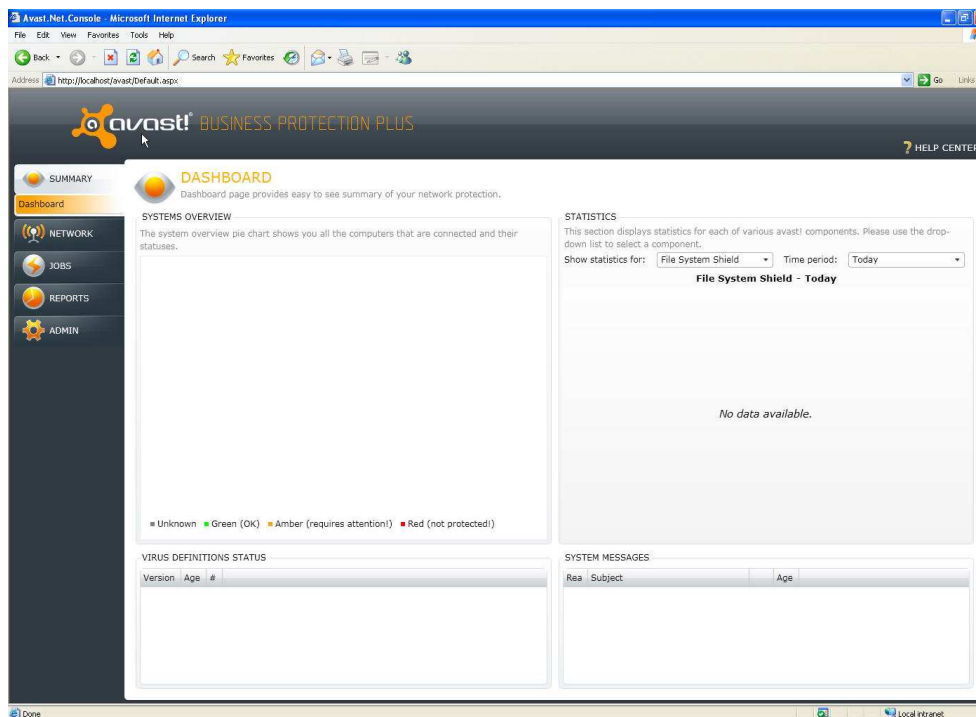 Avast.Net.Console - Microsoft Internet Explorer
File Edit View Favorites Tools Help
Back Search Favorites
Address http://localhost/avast/Default.aspx Go Links
a avast! BUSINESS PROTECTION PLUS
? HELP CENTER
SUMMARY
Dashboard
NETWORK
JOBS
REPORTS
ADMIN
DASHBOARD
Dashboard page provides easy to see summary of your network protection.
SYSTEMS OVERVIEW
The system overview pie chart shows you all the computers that are connected and their
statuses.
Unknown Green (OK) Amber (requires attention!) Red (not protected!)
STATISTICS
This section displays statistics for each of various avast! components. Please use the drop-
down list to select a component.
Show statistics for: File System Shield Time period: Today
File System Shield - Today
No data available.
VIRUS DEFINITIONS STATUS
Version Age #
SYSTEM MESSAGES
Rea Subject Age
Done Local intranet